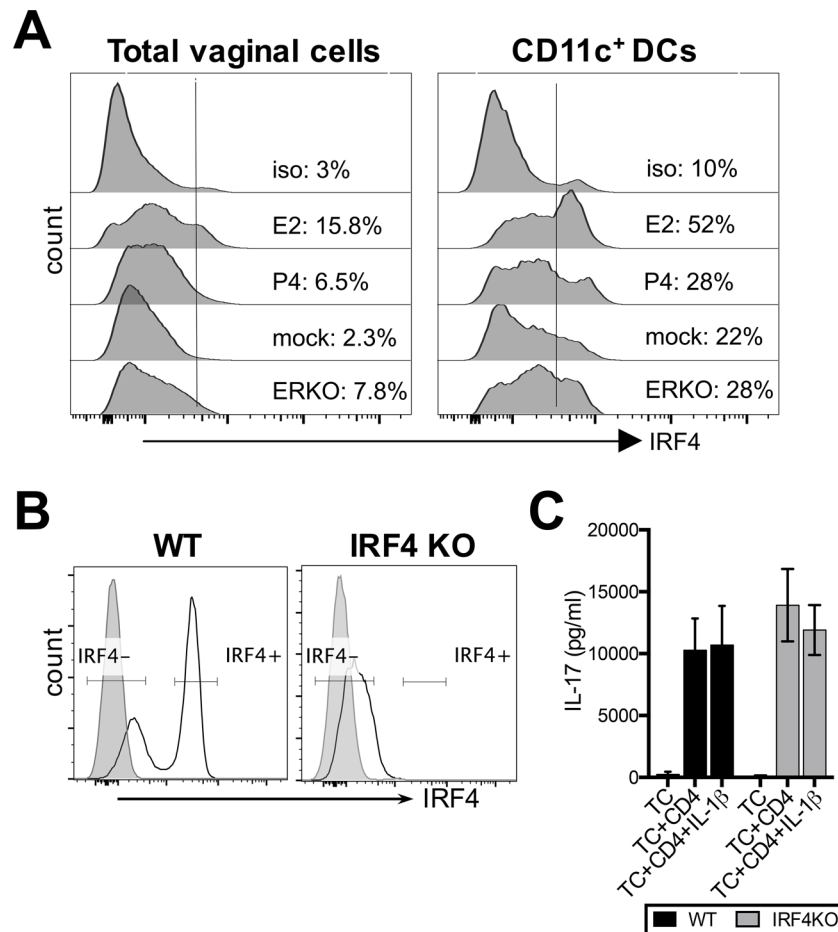 A
Total vaginal cells
CD11c⁺ DCs
count
iso: 3%
E2: 15.8%
P4: 6.5%
mock: 2.3%
ERKO: 7.8%
iso: 10%
E2: 52%
P4: 28%
mock: 22%
ERKO: 28%
IRF4
B
WT
IRF4 KO
count
IRF4-
IRF4+
IRF4-
IRF4+
IRF4
C
IL-17 (pg/ml)
20000
15000
10000
5000
0
TC
TC+CD4
TC+CD4+IL-1β
TC
TC+CD4
TC+CD4+IL-1β
WT
IRF4KO